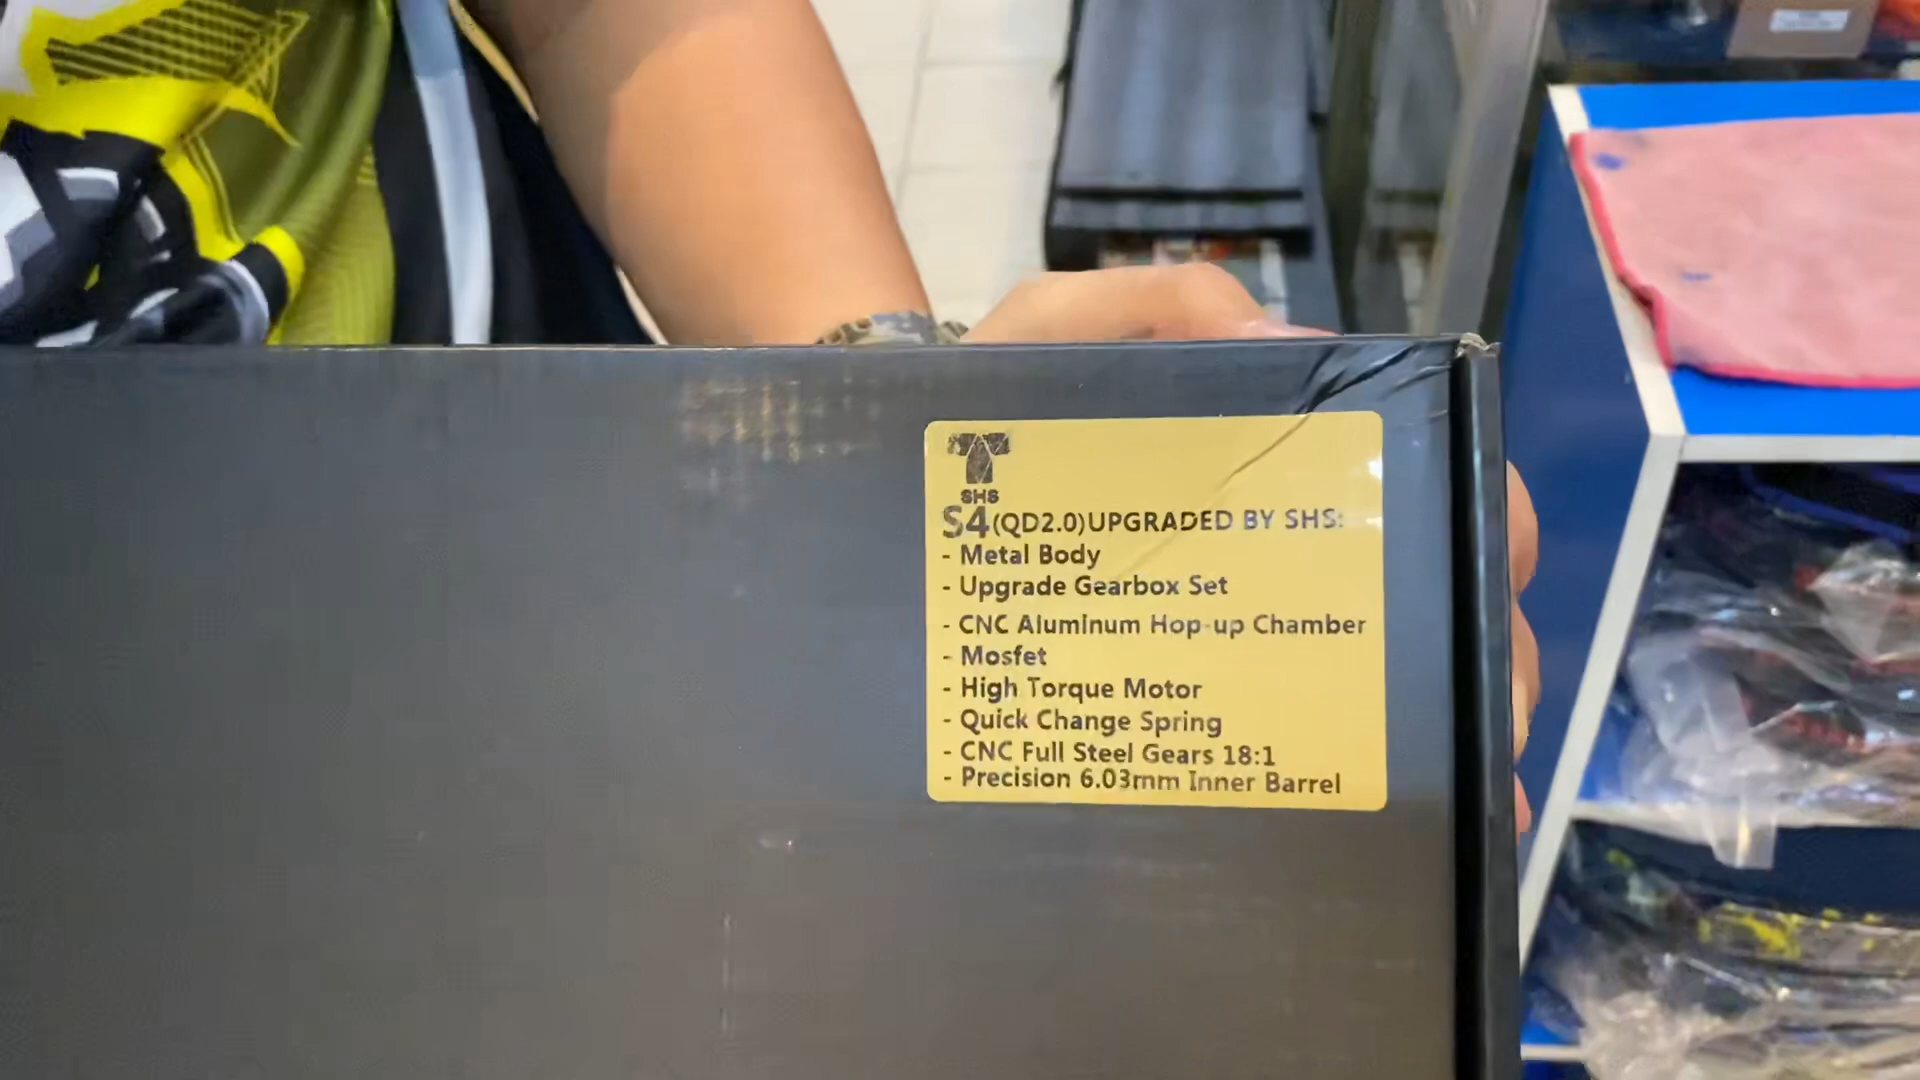 SHS
S4(QD2.0)UPGRADED BY SHS:
- Metal Body
- Upgrade Gearbox Set
- CNC Aluminum Hop-up Chamber
- Mosfet
- High Torque Motor
- Quick Change Spring
- CNC Full Steel Gears 18:1
- Precision 6.03mm Inner Barrel